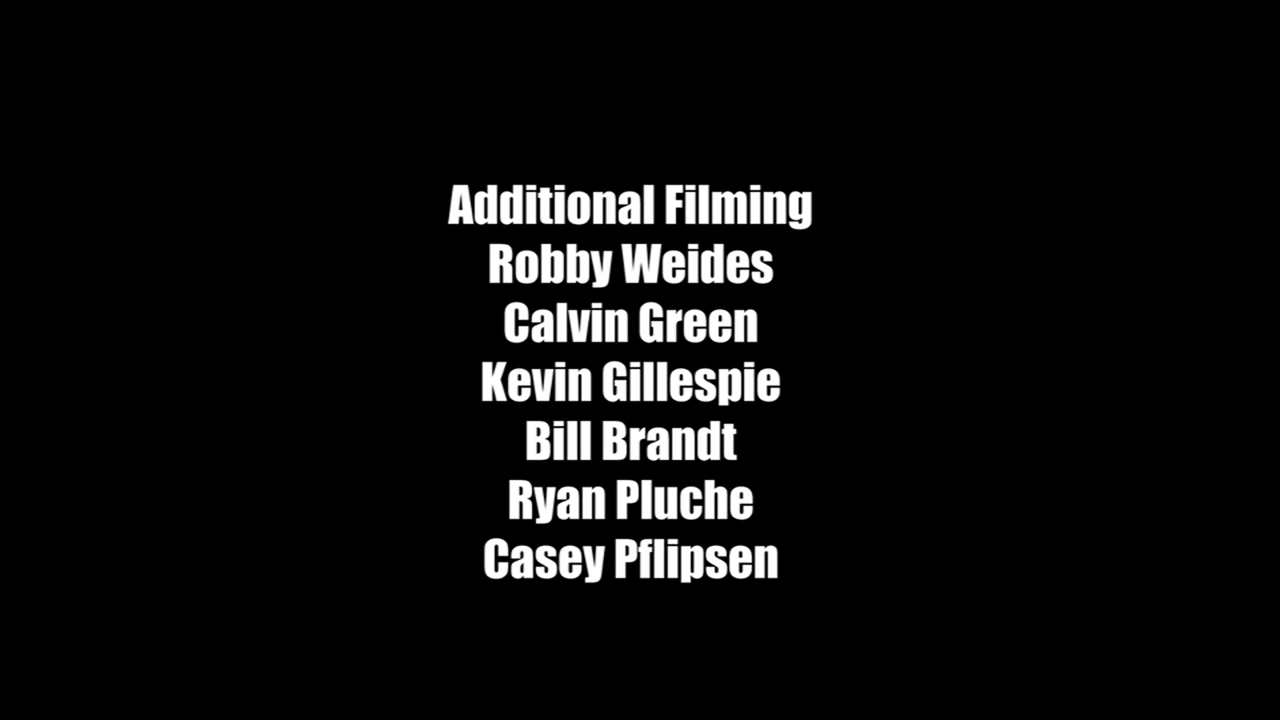 Additional Filming
Robby Weides
Calvin Green
Kevin Gillespie
Bill Brandt
Ryan Pluche
Casey Pflipsen